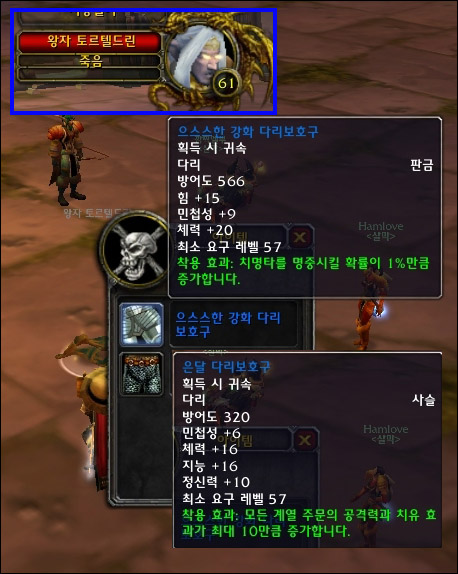 왕자 토르텔드린
죽음
61
으스스한 강화 다리보호구
획득 시 귀속
다리 판금
방어도 566
힘 +15
민첩성 +9
체력 +20
최소 요구 레벨 57
착용 효과: 치명타를 명중시킬 확률이 1%만큼
증가합니다.
왕자 토르텔드린
Hamlove
으스스한 강화 다리
보호구
은달 다리보호구
획득 시 귀속
다리 사슬
방어도 320
민첩성 +6
체력 +16
지능 +16
정신력 +10
최소 요구 레벨 57
착용 효과: 모든 계열 주문의 공격력과 치유 효
과가 최대 10만큼 증가합니다.
Hamlove